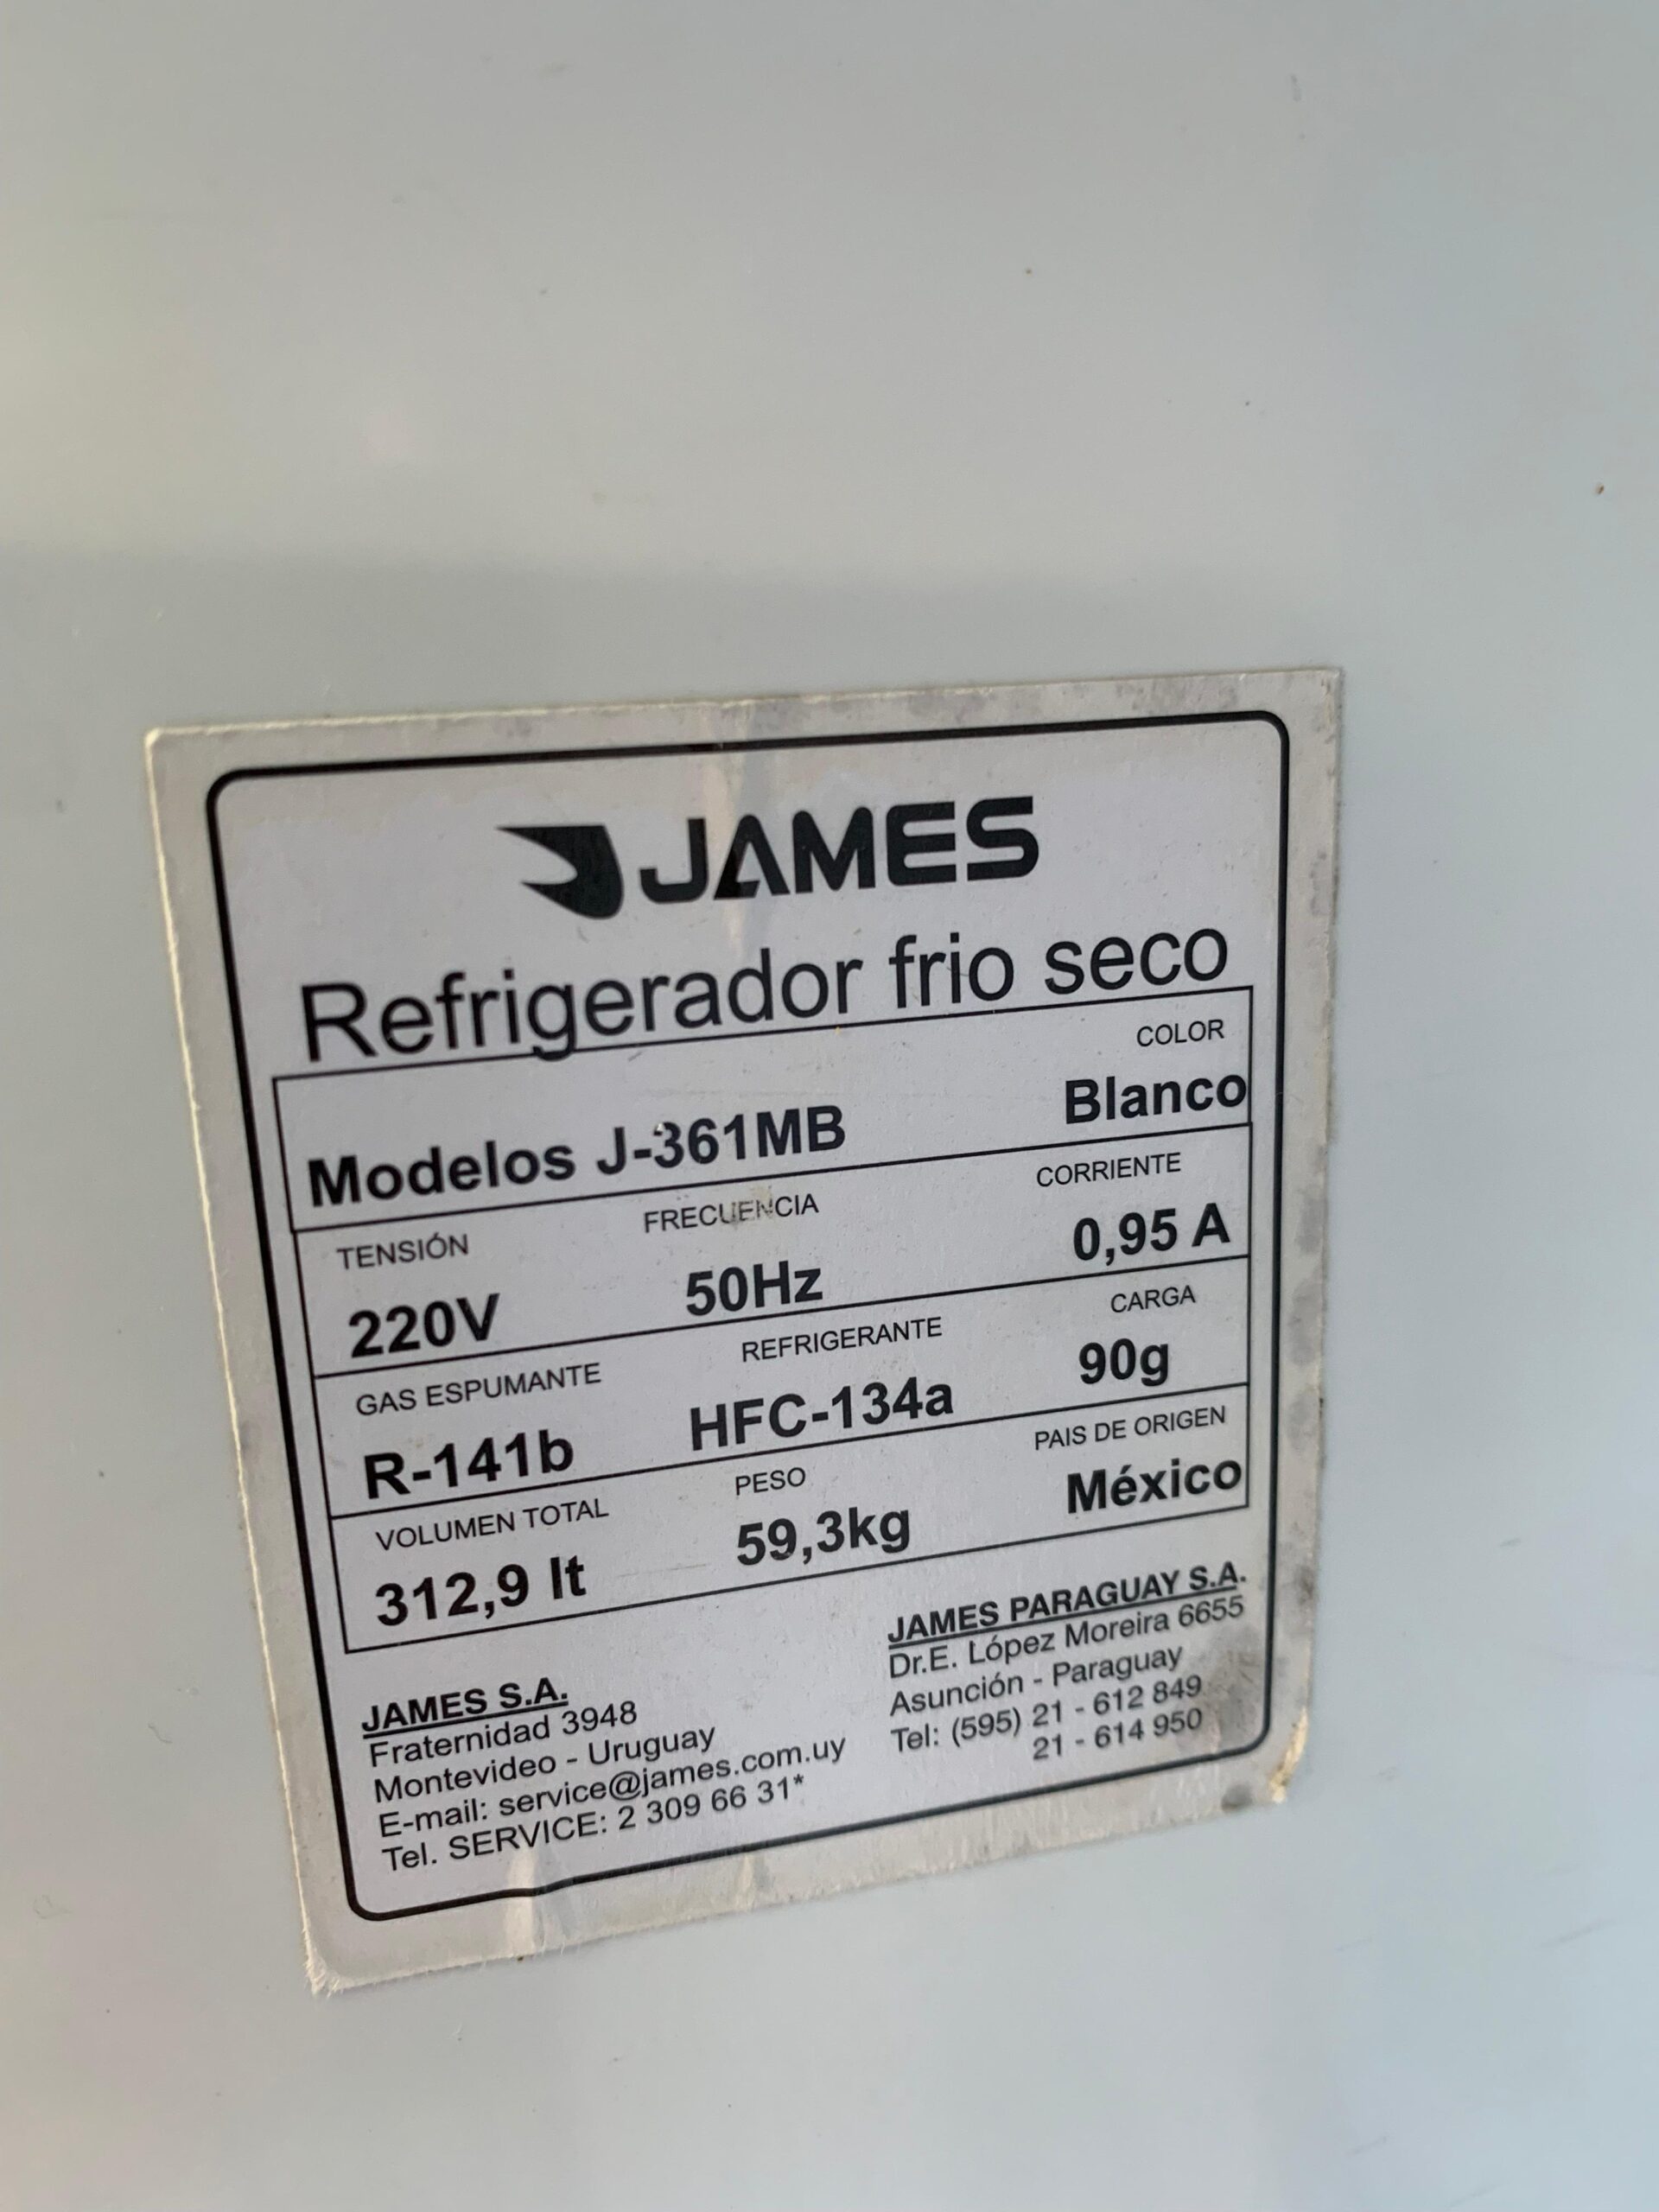 JAMES
Refrigerador frio seco
COLOR
Modelos J-361MB Blanco
TENSIÓN FRECUENCIA CORRIENTE
220V 50Hz 0,95 A
GAS ESPUMANTE REFRIGERANTE CARGA
R-141b HFC-134a 90g
VOLUMEN TOTAL PESO PAIS DE ORIGEN
312,9 lt 59,3kg México
JAMES S.A.
Fraternidad 3948
Montevideo - Uruguay
E-mail: service@james.com.uy
Tel. SERVICE: 2 309 66 31*
JAMES PARAGUAY S.A.
Dr.E. López Moreira 6655
Asunción - Paraguay
Tel: (595) 21 - 612 849
21 - 614 950